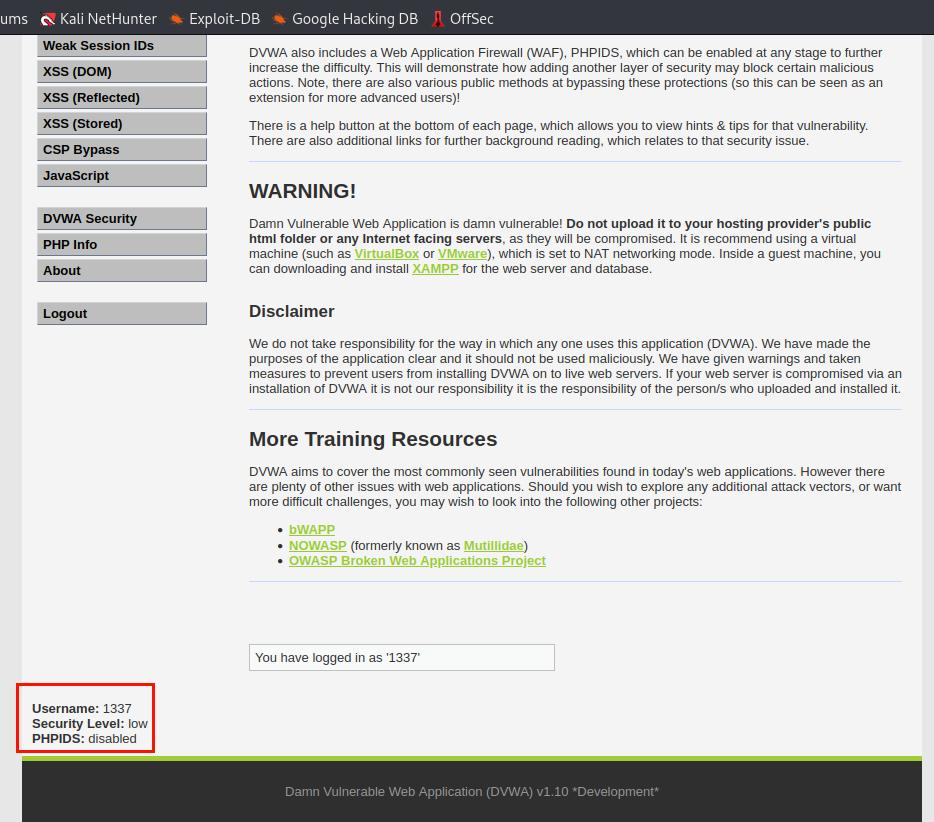 ums Kali NetHunter Exploit-DB Google Hacking DB OffSec
Weak Session IDs
XSS (DOM)
XSS (Reflected)
XSS (Stored)
CSP Bypass
JavaScript
DVWA Security
PHP Info
About
Logout
DVWA also includes a Web Application Firewall (WAF), PHPIDS, which can be enabled at any stage to further
increase the difficulty. This will demonstrate how adding another layer of security may block certain malicious
actions. Note, there are also various public methods at bypassing these protections (so this can be seen as an
extension for more advanced users)!
There is a help button at the bottom of each page, which allows you to view hints & tips for that vulnerability.
There are also additional links for further background reading, which relates to that security issue.
WARNING!
Damn Vulnerable Web Application is damn vulnerable! Do not upload it to your hosting provider's public
html folder or any Internet facing servers, as they will be compromised. It is recommend using a virtual
machine (such as VirtualBox or VMware), which is set to NAT networking mode. Inside a guest machine, you
can downloading and install XAMPP for the web server and database.
Disclaimer
We do not take responsibility for the way in which any one uses this application (DVWA). We have made the
purposes of the application clear and it should not be used maliciously. We have given warnings and taken
measures to prevent users from installing DVWA on to live web servers. If your web server is compromised via an
installation of DVWA it is not our responsibility it is the responsibility of the person/s who uploaded and installed it.
More Training Resources
DVWA aims to cover the most commonly seen vulnerabilities found in today's web applications. However there
are plenty of other issues with web applications. Should you wish to explore any additional attack vectors, or want
more difficult challenges, you may wish to look into the following other projects:
• bWAPP
• NOWASP (formerly known as Mutillidae)
• OWASP Broken Web Applications Project
You have logged in as '1337'
Username: 1337
Security Level: low
PHPIDS: disabled
Damn Vulnerable Web Application (DVWA) v1.10 *Development*